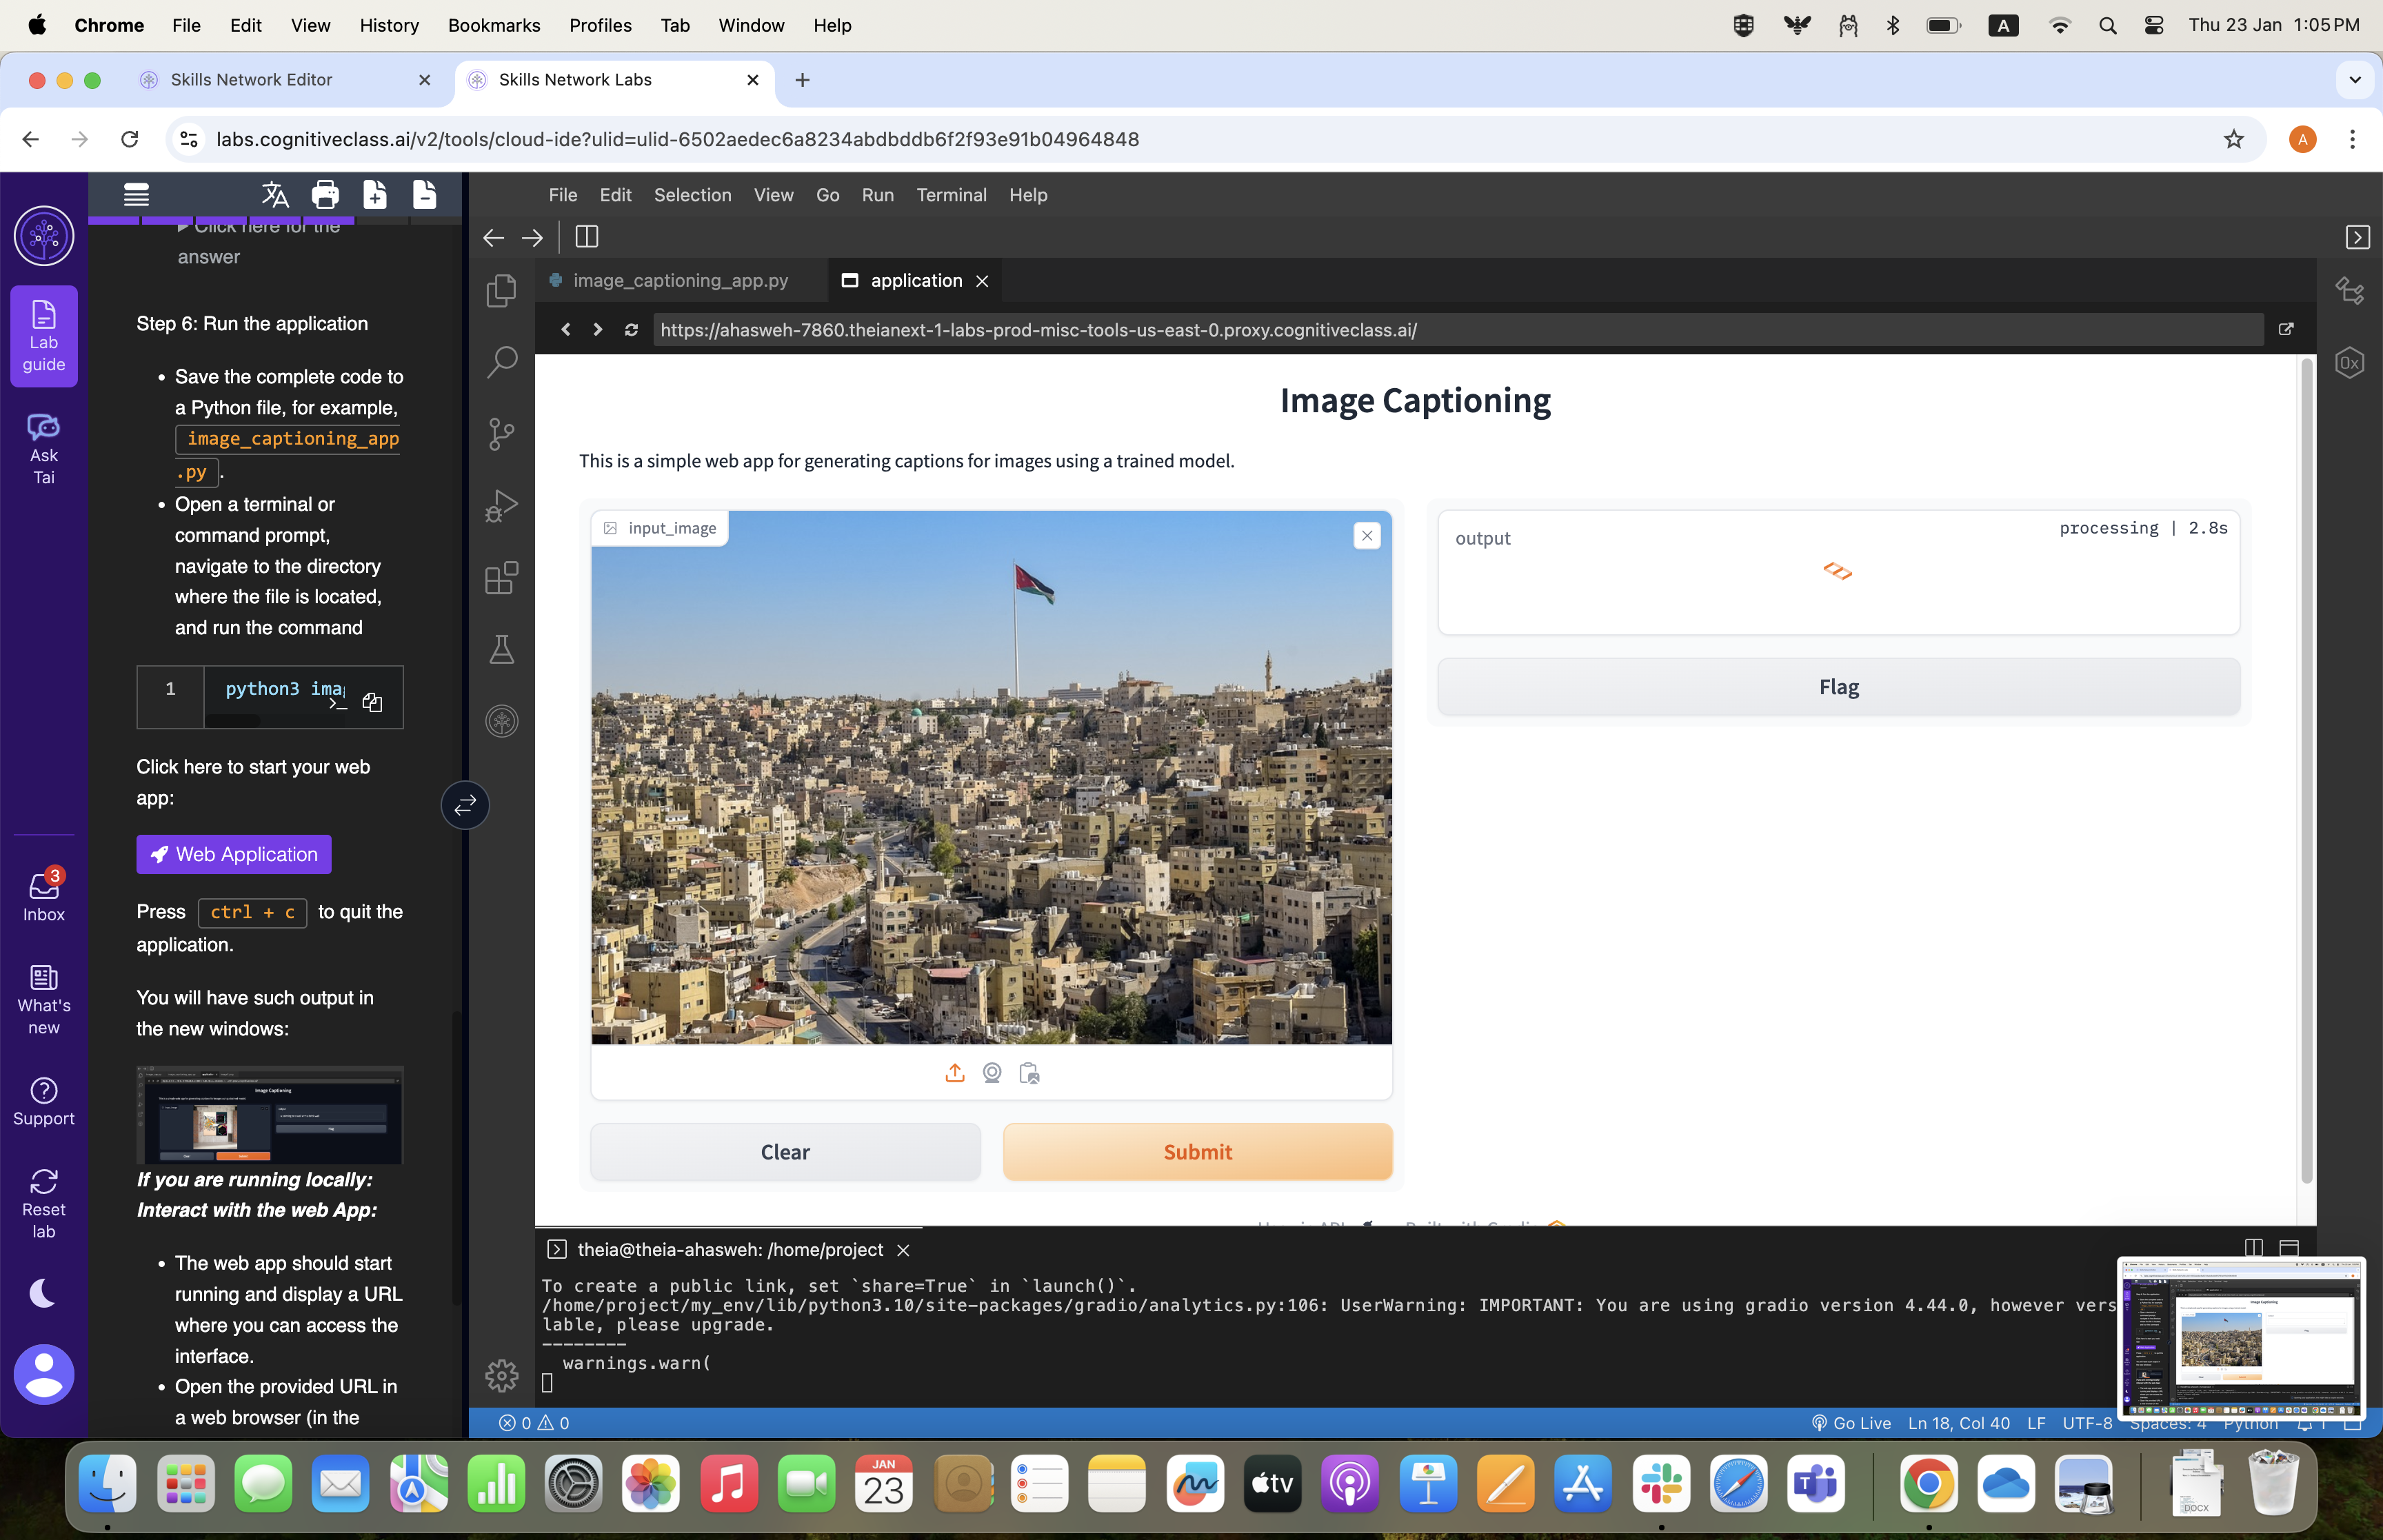 Chrome File Edit View History Bookmarks Profiles Tab Window Help
A Thu 23 Jan 1:05 PM
Skills Network Editor
Skills Network Labs
labs.cognitiveclass.ai/v2/tools/cloud-ide?ulid=ulid-6502aedec6a8234abdbddb6f2f93e91b04964848
A
Lab
guide
Ask
Tai
3
Inbox
What's
new
Support
Reset
lab
Click here for the
answer
Step 6: Run the application
• Save the complete code to
a Python file, for example,
image_captioning_app
.py .
• Open a terminal or
command prompt,
navigate to the directory
where the file is located,
and run the command
1 python3 ima
Click here to start your web
app:
Web Application
Press ctrl + c to quit the
application.
You will have such output in
the new windows:
Image Captioning
If you are running locally:
Interact with the web App:
• The web app should start
running and display a URL
where you can access the
interface.
• Open the provided URL in
a web browser (in the
File Edit Selection View Go Run Terminal Help
image_captioning_app.py
application
https://ahasweh-7860.theianext-1-labs-prod-misc-tools-us-east-0.proxy.cognitiveclass.ai/
0x
Image Captioning
This is a simple web app for generating captions for images using a trained model.
input_image
output
processing | 2.8s
Flag
Clear
Submit
theia@theia-ahasweh: /home/project
To create a public link, set `share=True` in `launch()`.
/home/project/my_env/lib/python3.10/site-packages/gradio/analytics.py:106: UserWarning: IMPORTANT: You are using gradio version 4.44.0, however vers
lable, please upgrade.
--------
warnings.warn(
0 0
Go Live Ln 18, Col 40 LF UTF-8 Spaces: 4 Python
JAN
23
tv
DOCX